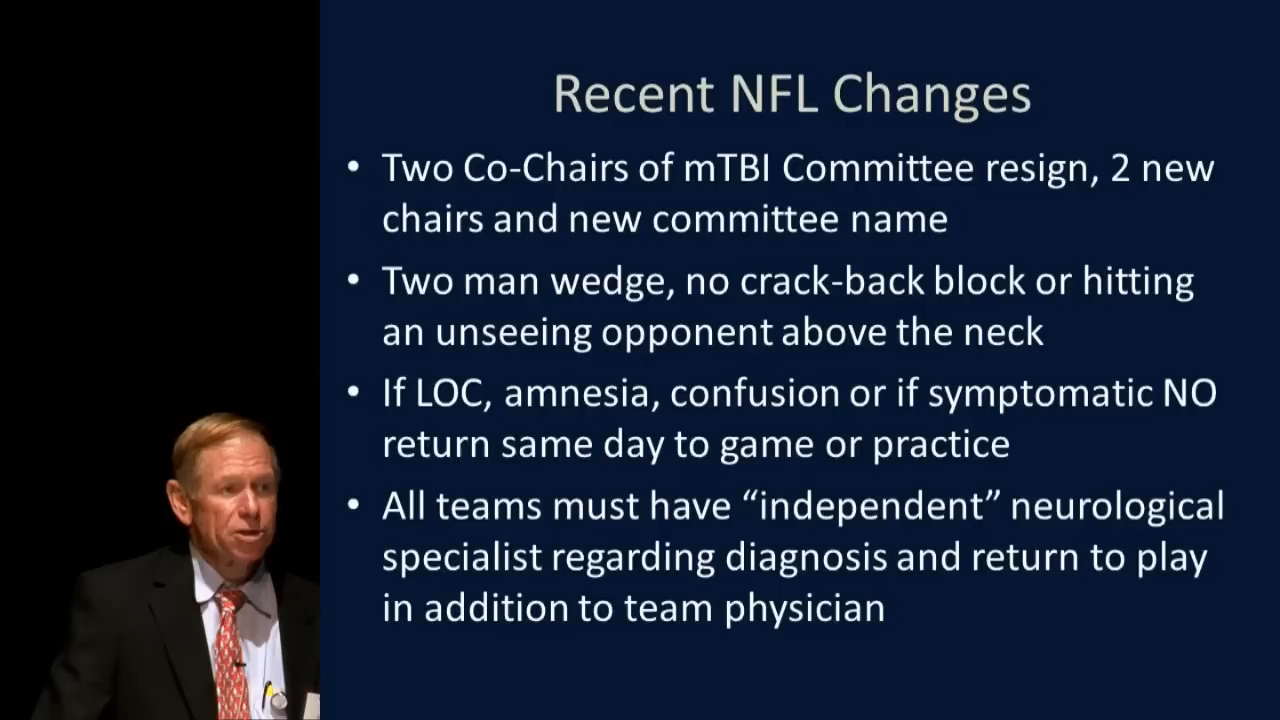 Recent NFL Changes
• Two Co-Chairs of mTBI Committee resign, 2 new
chairs and new committee name
• Two man wedge, no crack-back block or hitting
an unseeing opponent above the neck
• If LOC, amnesia, confusion or if symptomatic NO
return same day to game or practice
• All teams must have “independent” neurological
specialist regarding diagnosis and return to play
in addition to team physician